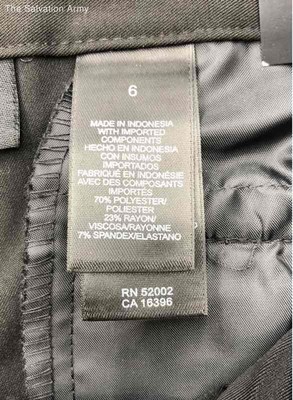 The Salvation Army
6
MADE IN INDONESIA
WITH IMPORTED
COMPONENTS
HECHO EN INDONESIA
CON INSUMOS
IMPORTADOS
FABRIQUÉ EN INDONÉSIE
AVEC DES COMPOSANTS
IMPORTÉS
70% POLYESTER/
POLIESTER
23% RAYON/
VISCOSA/RAYONNE
7% SPANDEX/ELASTANO
RN 52002
CA 16396